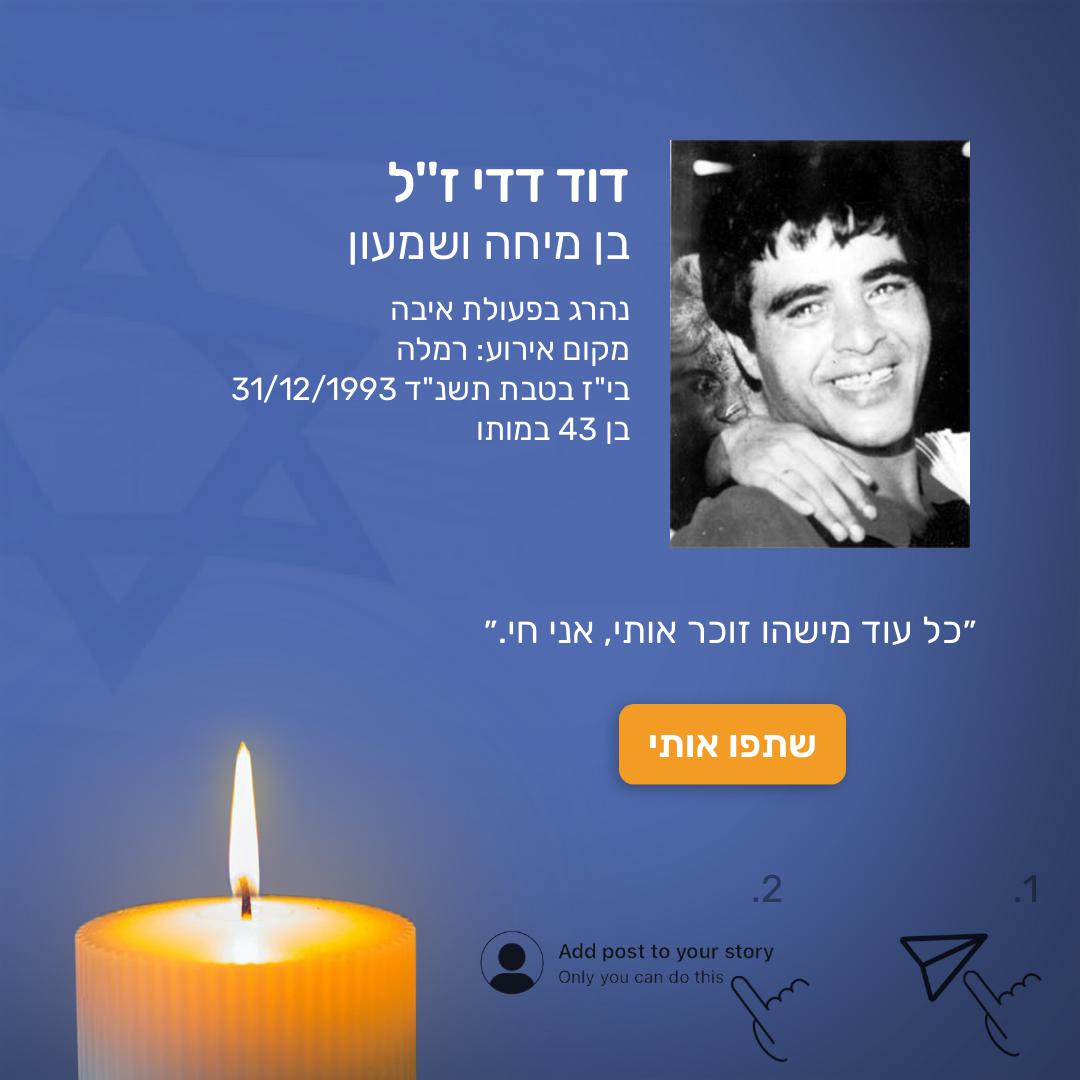 דוד דדי ז"ל
בן מיחה ושמעון
נהרג בפעולת איבה
מקום אירוע: רמלה
בי"ז בטבת תשנ"ד 31/12/1993
בן 43 במותו
״כל עוד מישהו זוכר אותי, אני חי.״
שתפו אותי
1.
2.
Add post to your story
Only you can do this